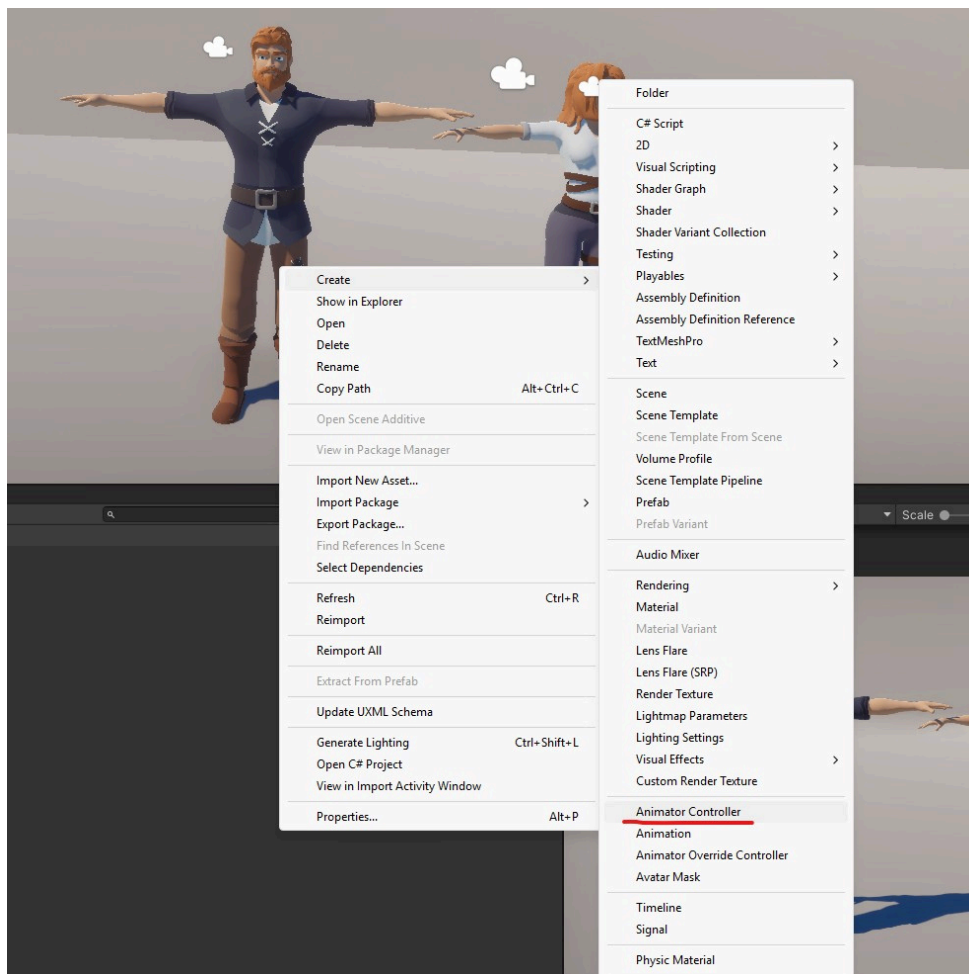 Create
Show in Explorer
Open
Delete
Rename
Copy Path Alt+Ctrl+C
Open Scene Additive
View in Package Manager
Import New Asset...
Import Package
Export Package...
Find References In Scene
Select Dependencies
Refresh Ctrl+R
Reimport
Reimport All
Extract From Prefab
Update UXML Schema
Generate Lighting Ctrl+Shift+L
Open C# Project
View in Import Activity Window
Properties... Alt+P
Folder
C# Script
2D
Visual Scripting
Shader Graph
Shader
Shader Variant Collection
Testing
Playables
Assembly Definition
Assembly Definition Reference
TextMeshPro
Text
Scene
Scene Template
Scene Template From Scene
Volume Profile
Scene Template Pipeline
Prefab
Prefab Variant
Audio Mixer
Rendering
Material
Material Variant
Lens Flare
Lens Flare (SRP)
Render Texture
Lightmap Parameters
Lighting Settings
Visual Effects
Custom Render Texture
Animator Controller
Animation
Animator Override Controller
Avatar Mask
Timeline
Signal
Physic Material
Scale